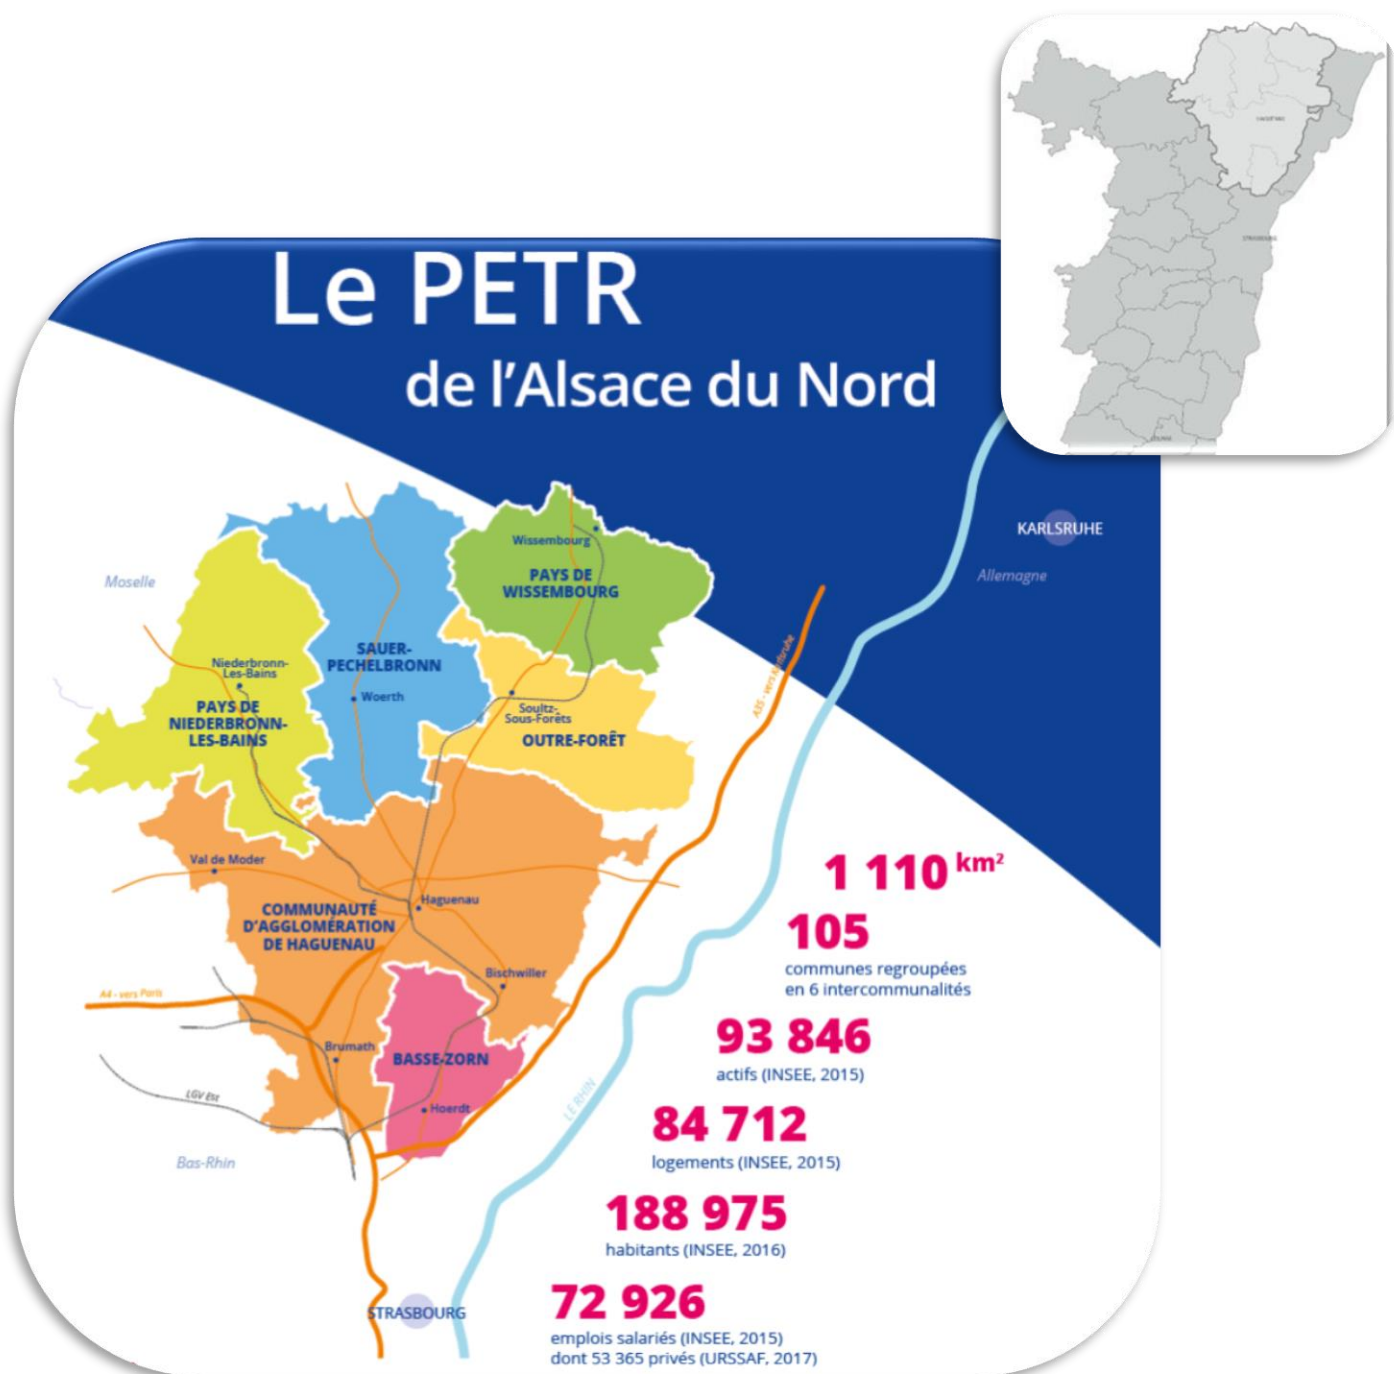 Le PETR
de l'Alsace du Nord
STRASBOURG
KARLSRUHE
Allemagne
Moselle
Wissembourg
PAYS DE
WISSEMBOURG
SAUER-
PECHELBRONN
Woerth
Niederbronn-
Les-Bains
PAYS DE
NIEDERBRONN-
LES-BAINS
Soultz-
Sous-Forêts
OUTRE-FORÊT
A35 - vers Karlsruhe
Val de Moder
Haguenau
COMMUNAUTÉ
D'AGGLOMÉRATION
DE HAGUENAU
Bischwiller
A4 - vers Paris
Brumath
BASSE-ZORN
Hoerdt
LGV Est
Bas-Rhin
LE RHIN
STRASBOURG
1 110 km²
105
communes regroupées
en 6 intercommunalités
93 846
actifs (INSEE, 2015)
84 712
logements (INSEE, 2015)
188 975
habitants (INSEE, 2016)
72 926
emplois salariés (INSEE, 2015)
dont 53 365 privés (URSSAF, 2017)